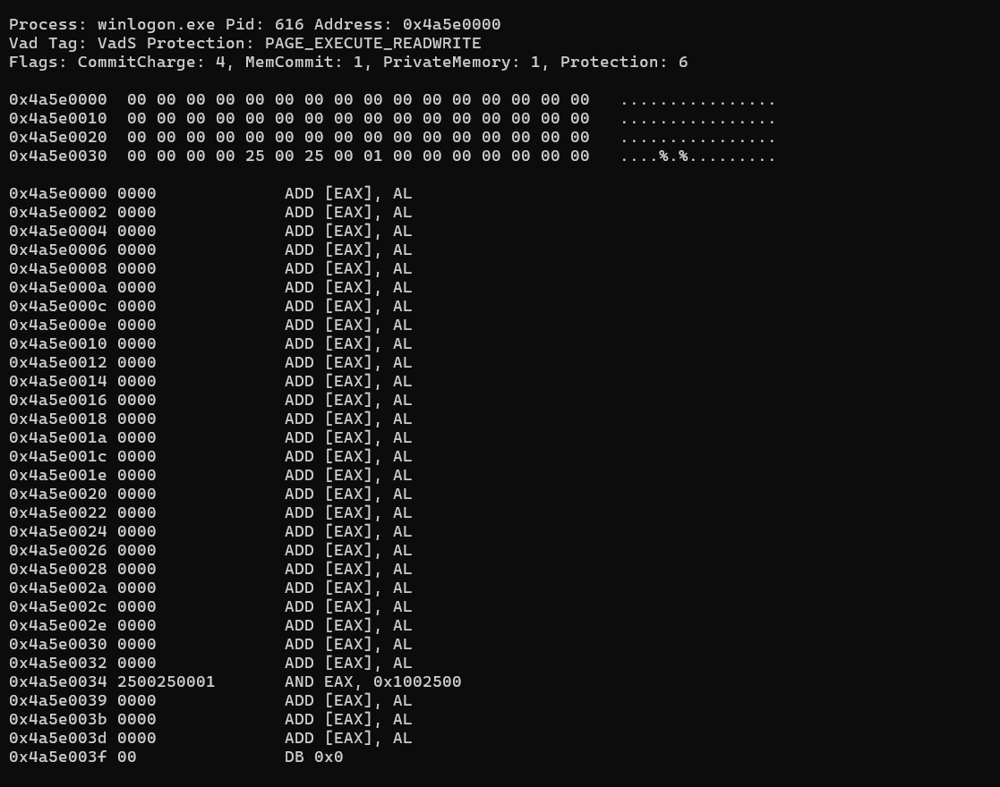 Process: winlogon.exe Pid: 616 Address: 0x4a5e0000
Vad Tag: VadS Protection: PAGE_EXECUTE_READWRITE
Flags: CommitCharge: 4, MemCommit: 1, PrivateMemory: 1, Protection: 6
0x4a5e0000  00 00 00 00 00 00 00 00 00 00 00 00 00 00 00 00   ................
0x4a5e0010  00 00 00 00 00 00 00 00 00 00 00 00 00 00 00 00   ................
0x4a5e0020  00 00 00 00 00 00 00 00 00 00 00 00 00 00 00 00   ................
0x4a5e0030  00 00 00 00 25 00 25 00 01 00 00 00 00 00 00 00   ....%.%.........
0x4a5e0000 0000             ADD [EAX], AL
0x4a5e0002 0000             ADD [EAX], AL
0x4a5e0004 0000             ADD [EAX], AL
0x4a5e0006 0000             ADD [EAX], AL
0x4a5e0008 0000             ADD [EAX], AL
0x4a5e000a 0000             ADD [EAX], AL
0x4a5e000c 0000             ADD [EAX], AL
0x4a5e000e 0000             ADD [EAX], AL
0x4a5e0010 0000             ADD [EAX], AL
0x4a5e0012 0000             ADD [EAX], AL
0x4a5e0014 0000             ADD [EAX], AL
0x4a5e0016 0000             ADD [EAX], AL
0x4a5e0018 0000             ADD [EAX], AL
0x4a5e001a 0000             ADD [EAX], AL
0x4a5e001c 0000             ADD [EAX], AL
0x4a5e001e 0000             ADD [EAX], AL
0x4a5e0020 0000             ADD [EAX], AL
0x4a5e0022 0000             ADD [EAX], AL
0x4a5e0024 0000             ADD [EAX], AL
0x4a5e0026 0000             ADD [EAX], AL
0x4a5e0028 0000             ADD [EAX], AL
0x4a5e002a 0000             ADD [EAX], AL
0x4a5e002c 0000             ADD [EAX], AL
0x4a5e002e 0000             ADD [EAX], AL
0x4a5e0030 0000             ADD [EAX], AL
0x4a5e0032 0000             ADD [EAX], AL
0x4a5e0034 2500250001       AND EAX, 0x1002500
0x4a5e0039 0000             ADD [EAX], AL
0x4a5e003b 0000             ADD [EAX], AL
0x4a5e003d 0000             ADD [EAX], AL
0x4a5e003f 00               DB 0x0